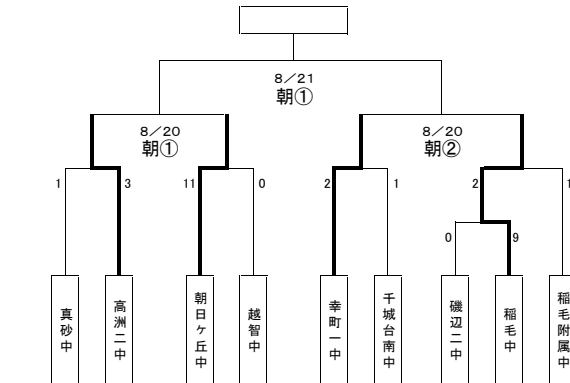 8/21
朝①
8/20
朝①
8/20
朝②
1
3
11
0
2
1
2
1
0
9
真砂中
高洲二中
朝日ヶ丘中
越智中
幸町一中
千城台南中
磯辺二中
稲毛中
稲毛附属中